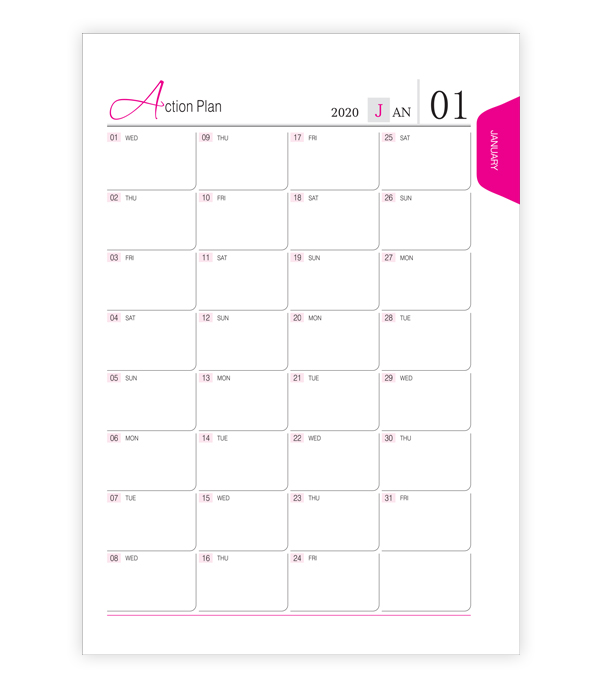 Action Plan
2020 JAN 01
JANUARY
01 WED 09 THU 17 FRI 25 SAT
02 THU 10 FRI 18 SAT 26 SUN
03 FRI 11 SAT 19 SUN 27 MON
04 SAT 12 SUN 20 MON 28 TUE
05 SUN 13 MON 21 TUE 29 WED
06 MON 14 TUE 22 WED 30 THU
07 TUE 15 WED 23 THU 31 FRI
08 WED 16 THU 24 FRI